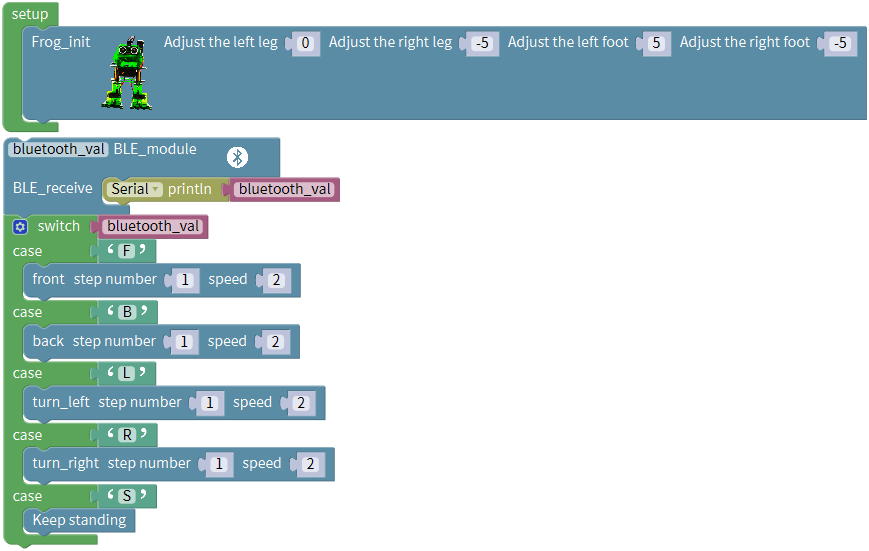 setup
Frog_init Adjust the left leg 0 Adjust the right leg -5 Adjust the left foot 5 Adjust the right foot -5
bluetooth_val BLE_module
BLE_receive Serial println bluetooth_val
switch bluetooth_val
case ‘ F ’
front step number 1 speed 2
case ‘ B ’
back step number 1 speed 2
case ‘ L ’
turn_left step number 1 speed 2
case ‘ R ’
turn_right step number 1 speed 2
case ‘ S ’
Keep standing